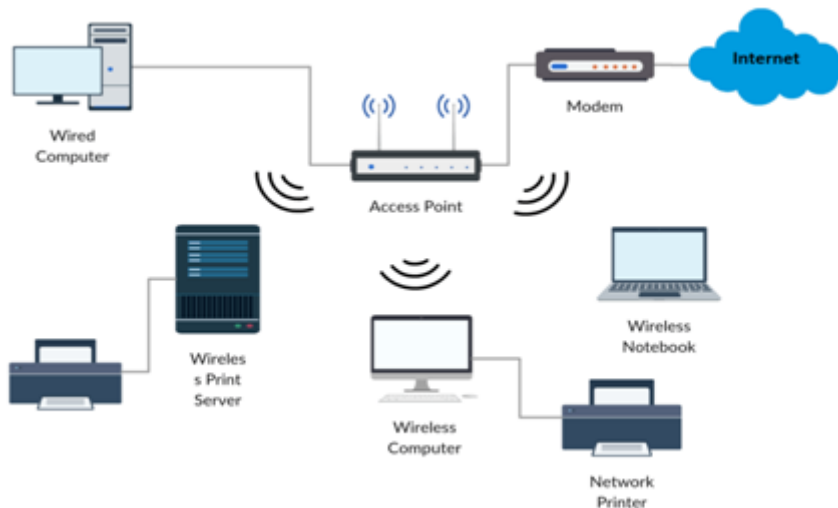 Internet
Modem
Wired
Computer
Access Point
Wireles
s Print
Server
Wireless
Notebook
Wireless
Computer
Network
Printer